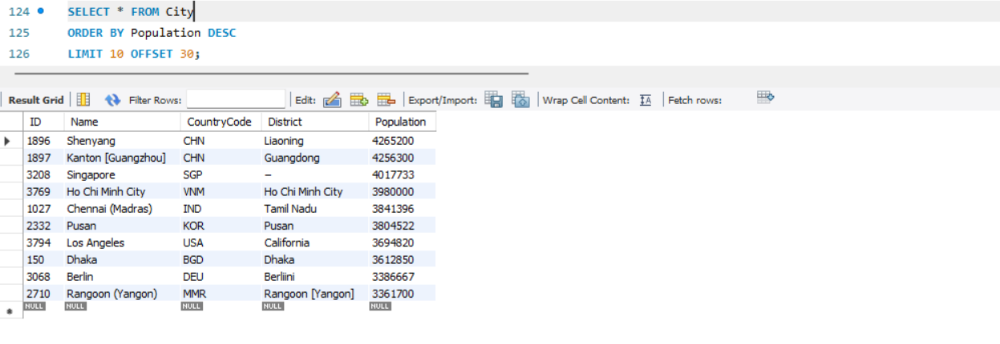 124 SELECT * FROM City
125 ORDER BY Population DESC
126 LIMIT 10 OFFSET 30;
Result Grid Filter Rows: Edit: Export/Import: Wrap Cell Content: IA Fetch rows:
ID Name CountryCode District Population
1896 Shenyang CHN Liaoning 4265200
1897 Kanton [Guangzhou] CHN Guangdong 4256300
3208 Singapore SGP – 4017733
3769 Ho Chi Minh City VNM Ho Chi Minh City 3980000
1027 Chennai (Madras) IND Tamil Nadu 3841396
2332 Pusan KOR Pusan 3804522
3794 Los Angeles USA California 3694820
150 Dhaka BGD Dhaka 3612850
3068 Berlin DEU Berliini 3386667
2710 Rangoon (Yangon) MMR Rangoon [Yangon] 3361700
NULL NULL NULL NULL NULL